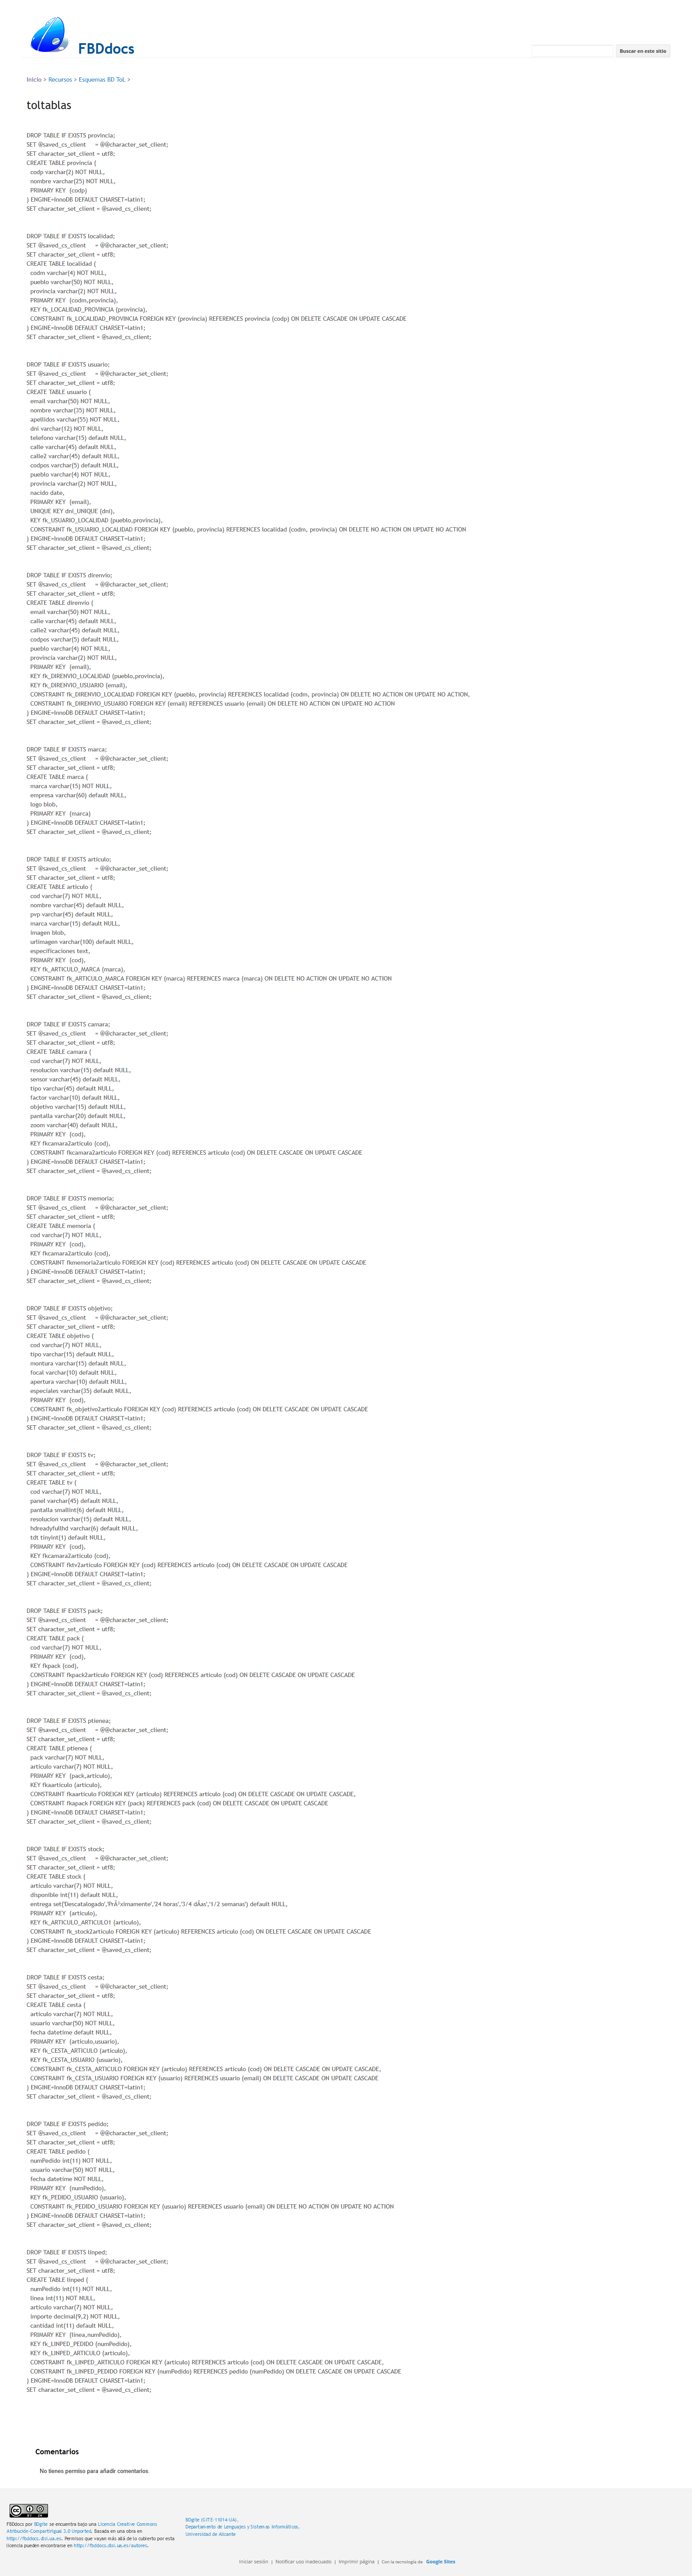 FBDdocs
Buscar en este sitio
Inicio > Recursos > Esquemas BD ToL >
toltablas
DROP TABLE IF EXISTS provincia;
SET @saved_cs_client = @@character_set_client;
SET character_set_client = utf8;
CREATE TABLE provincia (
codp varchar(2) NOT NULL,
nombre varchar(25) NOT NULL,
PRIMARY KEY (codp)
) ENGINE=InnoDB DEFAULT CHARSET=latin1;
SET character_set_client = @saved_cs_client;
DROP TABLE IF EXISTS localidad;
SET @saved_cs_client = @@character_set_client;
SET character_set_client = utf8;
CREATE TABLE localidad (
codm varchar(4) NOT NULL,
pueblo varchar(50) NOT NULL,
provincia varchar(2) NOT NULL,
PRIMARY KEY (codm,provincia),
KEY fk_LOCALIDAD_PROVINCIA (provincia),
CONSTRAINT fk_LOCALIDAD_PROVINCIA FOREIGN KEY (provincia) REFERENCES provincia (codp) ON DELETE CASCADE ON UPDATE CASCADE
) ENGINE=InnoDB DEFAULT CHARSET=latin1;
SET character_set_client = @saved_cs_client;
DROP TABLE IF EXISTS usuario;
SET @saved_cs_client = @@character_set_client;
SET character_set_client = utf8;
CREATE TABLE usuario (
email varchar(50) NOT NULL,
nombre varchar(35) NOT NULL,
apellidos varchar(55) NOT NULL,
dni varchar(12) NOT NULL,
telefono varchar(15) default NULL,
calle varchar(45) default NULL,
calle2 varchar(45) default NULL,
codpos varchar(5) default NULL,
pueblo varchar(4) NOT NULL,
provincia varchar(2) NOT NULL,
nacido date,
PRIMARY KEY (email),
UNIQUE KEY dni_UNIQUE (dni),
KEY fk_USUARIO_LOCALIDAD (pueblo,provincia),
CONSTRAINT fk_USUARIO_LOCALIDAD FOREIGN KEY (pueblo, provincia) REFERENCES localidad (codm, provincia) ON DELETE NO ACTION ON UPDATE NO ACTION
) ENGINE=InnoDB DEFAULT CHARSET=latin1;
SET character_set_client = @saved_cs_client;
DROP TABLE IF EXISTS direnvio;
SET @saved_cs_client = @@character_set_client;
SET character_set_client = utf8;
CREATE TABLE direnvio (
email varchar(50) NOT NULL,
calle varchar(45) default NULL,
calle2 varchar(45) default NULL,
codpos varchar(5) default NULL,
pueblo varchar(4) NOT NULL,
provincia varchar(2) NOT NULL,
PRIMARY KEY (email),
KEY fk_DIRENVIO_LOCALIDAD (pueblo,provincia),
KEY fk_DIRENVIO_USUARIO (email),
CONSTRAINT fk_DIRENVIO_LOCALIDAD FOREIGN KEY (pueblo, provincia) REFERENCES localidad (codm, provincia) ON DELETE NO ACTION ON UPDATE NO ACTION,
CONSTRAINT fk_DIRENVIO_USUARIO FOREIGN KEY (email) REFERENCES usuario (email) ON DELETE NO ACTION ON UPDATE NO ACTION
) ENGINE=InnoDB DEFAULT CHARSET=latin1;
SET character_set_client = @saved_cs_client;
DROP TABLE IF EXISTS marca;
SET @saved_cs_client = @@character_set_client;
SET character_set_client = utf8;
CREATE TABLE marca (
marca varchar(15) NOT NULL,
empresa varchar(60) default NULL,
logo blob,
PRIMARY KEY (marca)
) ENGINE=InnoDB DEFAULT CHARSET=latin1;
SET character_set_client = @saved_cs_client;
DROP TABLE IF EXISTS articulo;
SET @saved_cs_client = @@character_set_client;
SET character_set_client = utf8;
CREATE TABLE articulo (
cod varchar(7) NOT NULL,
nombre varchar(45) default NULL,
pvp varchar(45) default NULL,
marca varchar(15) default NULL,
imagen blob,
urlimagen varchar(100) default NULL,
especificaciones text,
PRIMARY KEY (cod),
KEY fk_ARTICULO_MARCA (marca),
CONSTRAINT fk_ARTICULO_MARCA FOREIGN KEY (marca) REFERENCES marca (marca) ON DELETE NO ACTION ON UPDATE NO ACTION
) ENGINE=InnoDB DEFAULT CHARSET=latin1;
SET character_set_client = @saved_cs_client;
DROP TABLE IF EXISTS camara;
SET @saved_cs_client = @@character_set_client;
SET character_set_client = utf8;
CREATE TABLE camara (
cod varchar(7) NOT NULL,
resolucion varchar(15) default NULL,
sensor varchar(45) default NULL,
tipo varchar(45) default NULL,
factor varchar(10) default NULL,
objetivo varchar(15) default NULL,
pantalla varchar(20) default NULL,
zoom varchar(40) default NULL,
PRIMARY KEY (cod),
KEY fkcamara2articulo (cod),
CONSTRAINT fkcamara2articulo FOREIGN KEY (cod) REFERENCES articulo (cod) ON DELETE CASCADE ON UPDATE CASCADE
) ENGINE=InnoDB DEFAULT CHARSET=latin1;
SET character_set_client = @saved_cs_client;
DROP TABLE IF EXISTS memoria;
SET @saved_cs_client = @@character_set_client;
SET character_set_client = utf8;
CREATE TABLE memoria (
cod varchar(7) NOT NULL,
PRIMARY KEY (cod),
KEY fkcamara2articulo (cod),
CONSTRAINT fkmemoria2articulo FOREIGN KEY (cod) REFERENCES articulo (cod) ON DELETE CASCADE ON UPDATE CASCADE
) ENGINE=InnoDB DEFAULT CHARSET=latin1;
SET character_set_client = @saved_cs_client;
DROP TABLE IF EXISTS objetivo;
SET @saved_cs_client = @@character_set_client;
SET character_set_client = utf8;
CREATE TABLE objetivo (
cod varchar(7) NOT NULL,
tipo varchar(15) default NULL,
montura varchar(15) default NULL,
focal varchar(10) default NULL,
apertura varchar(10) default NULL,
especiales varchar(35) default NULL,
PRIMARY KEY (cod),
CONSTRAINT fk_objetivo2articulo FOREIGN KEY (cod) REFERENCES articulo (cod) ON DELETE CASCADE ON UPDATE CASCADE
) ENGINE=InnoDB DEFAULT CHARSET=latin1;
SET character_set_client = @saved_cs_client;
DROP TABLE IF EXISTS tv;
SET @saved_cs_client = @@character_set_client;
SET character_set_client = utf8;
CREATE TABLE tv (
cod varchar(7) NOT NULL,
panel varchar(45) default NULL,
pantalla smallint(6) default NULL,
resolucion varchar(15) default NULL,
hdreadyfullhd varchar(6) default NULL,
tdt tinyint(1) default NULL,
PRIMARY KEY (cod),
KEY fkcamara2articulo (cod),
CONSTRAINT fktv2articulo FOREIGN KEY (cod) REFERENCES articulo (cod) ON DELETE CASCADE ON UPDATE CASCADE
) ENGINE=InnoDB DEFAULT CHARSET=latin1;
SET character_set_client = @saved_cs_client;
DROP TABLE IF EXISTS pack;
SET @saved_cs_client = @@character_set_client;
SET character_set_client = utf8;
CREATE TABLE pack (
cod varchar(7) NOT NULL,
PRIMARY KEY (cod),
KEY fkpack (cod),
CONSTRAINT fkpack2articulo FOREIGN KEY (cod) REFERENCES articulo (cod) ON DELETE CASCADE ON UPDATE CASCADE
) ENGINE=InnoDB DEFAULT CHARSET=latin1;
SET character_set_client = @saved_cs_client;
DROP TABLE IF EXISTS ptienea;
SET @saved_cs_client = @@character_set_client;
SET character_set_client = utf8;
CREATE TABLE ptienea (
pack varchar(7) NOT NULL,
articulo varchar(7) NOT NULL,
PRIMARY KEY (pack,articulo),
KEY fkaarticulo (articulo),
CONSTRAINT fkaarticulo FOREIGN KEY (articulo) REFERENCES articulo (cod) ON DELETE CASCADE ON UPDATE CASCADE,
CONSTRAINT fkapack FOREIGN KEY (pack) REFERENCES pack (cod) ON DELETE CASCADE ON UPDATE CASCADE
) ENGINE=InnoDB DEFAULT CHARSET=latin1;
SET character_set_client = @saved_cs_client;
DROP TABLE IF EXISTS stock;
SET @saved_cs_client = @@character_set_client;
SET character_set_client = utf8;
CREATE TABLE stock (
articulo varchar(7) NOT NULL,
disponible int(11) default NULL,
entrega set('Descatalogado','PrÃ³ximamente','24 horas','3/4 dÃ­as','1/2 semanas') default NULL,
PRIMARY KEY (articulo),
KEY fk_ARTICULO_ARTICULO1 (articulo),
CONSTRAINT fk_stock2articulo FOREIGN KEY (articulo) REFERENCES articulo (cod) ON DELETE CASCADE ON UPDATE CASCADE
) ENGINE=InnoDB DEFAULT CHARSET=latin1;
SET character_set_client = @saved_cs_client;
DROP TABLE IF EXISTS cesta;
SET @saved_cs_client = @@character_set_client;
SET character_set_client = utf8;
CREATE TABLE cesta (
articulo varchar(7) NOT NULL,
usuario varchar(50) NOT NULL,
fecha datetime default NULL,
PRIMARY KEY (articulo,usuario),
KEY fk_CESTA_ARTICULO (articulo),
KEY fk_CESTA_USUARIO (usuario),
CONSTRAINT fk_CESTA_ARTICULO FOREIGN KEY (articulo) REFERENCES articulo (cod) ON DELETE CASCADE ON UPDATE CASCADE,
CONSTRAINT fk_CESTA_USUARIO FOREIGN KEY (usuario) REFERENCES usuario (email) ON DELETE CASCADE ON UPDATE CASCADE
) ENGINE=InnoDB DEFAULT CHARSET=latin1;
SET character_set_client = @saved_cs_client;
DROP TABLE IF EXISTS pedido;
SET @saved_cs_client = @@character_set_client;
SET character_set_client = utf8;
CREATE TABLE pedido (
numPedido int(11) NOT NULL,
usuario varchar(50) NOT NULL,
fecha datetime NOT NULL,
PRIMARY KEY (numPedido),
KEY fk_PEDIDO_USUARIO (usuario),
CONSTRAINT fk_PEDIDO_USUARIO FOREIGN KEY (usuario) REFERENCES usuario (email) ON DELETE NO ACTION ON UPDATE NO ACTION
) ENGINE=InnoDB DEFAULT CHARSET=latin1;
SET character_set_client = @saved_cs_client;
DROP TABLE IF EXISTS linped;
SET @saved_cs_client = @@character_set_client;
SET character_set_client = utf8;
CREATE TABLE linped (
numPedido int(11) NOT NULL,
linea int(11) NOT NULL,
articulo varchar(7) NOT NULL,
importe decimal(9,2) NOT NULL,
cantidad int(11) default NULL,
PRIMARY KEY (linea,numPedido),
KEY fk_LINPED_PEDIDO (numPedido),
KEY fk_LINPED_ARTICULO (articulo),
CONSTRAINT fk_LINPED_ARTICULO FOREIGN KEY (articulo) REFERENCES articulo (cod) ON DELETE CASCADE ON UPDATE CASCADE,
CONSTRAINT fk_LINPED_PEDIDO FOREIGN KEY (numPedido) REFERENCES pedido (numPedido) ON DELETE CASCADE ON UPDATE CASCADE
) ENGINE=InnoDB DEFAULT CHARSET=latin1;
SET character_set_client = @saved_cs_client;
Comentarios
No tienes permiso para añadir comentarios.
FBDdocs por BDgite se encuentra bajo una Licencia Creative Commons
Atribución-CompartirIgual 3.0 Unported. Basada en una obra en
http://fbddocs.dlsi.ua.es. Permisos que vayan más allá de lo cubierto por esta
licencia pueden encontrarse en http://fbddocs.dlsi.ua.es/autores.
BDgite (GITE-11014-UA),
Departamento de Lenguajes y Sistemas Informáticos,
Universidad de Alicante
Iniciar sesión | Notificar uso inadecuado | Imprimir página | Con la tecnología de Google Sites